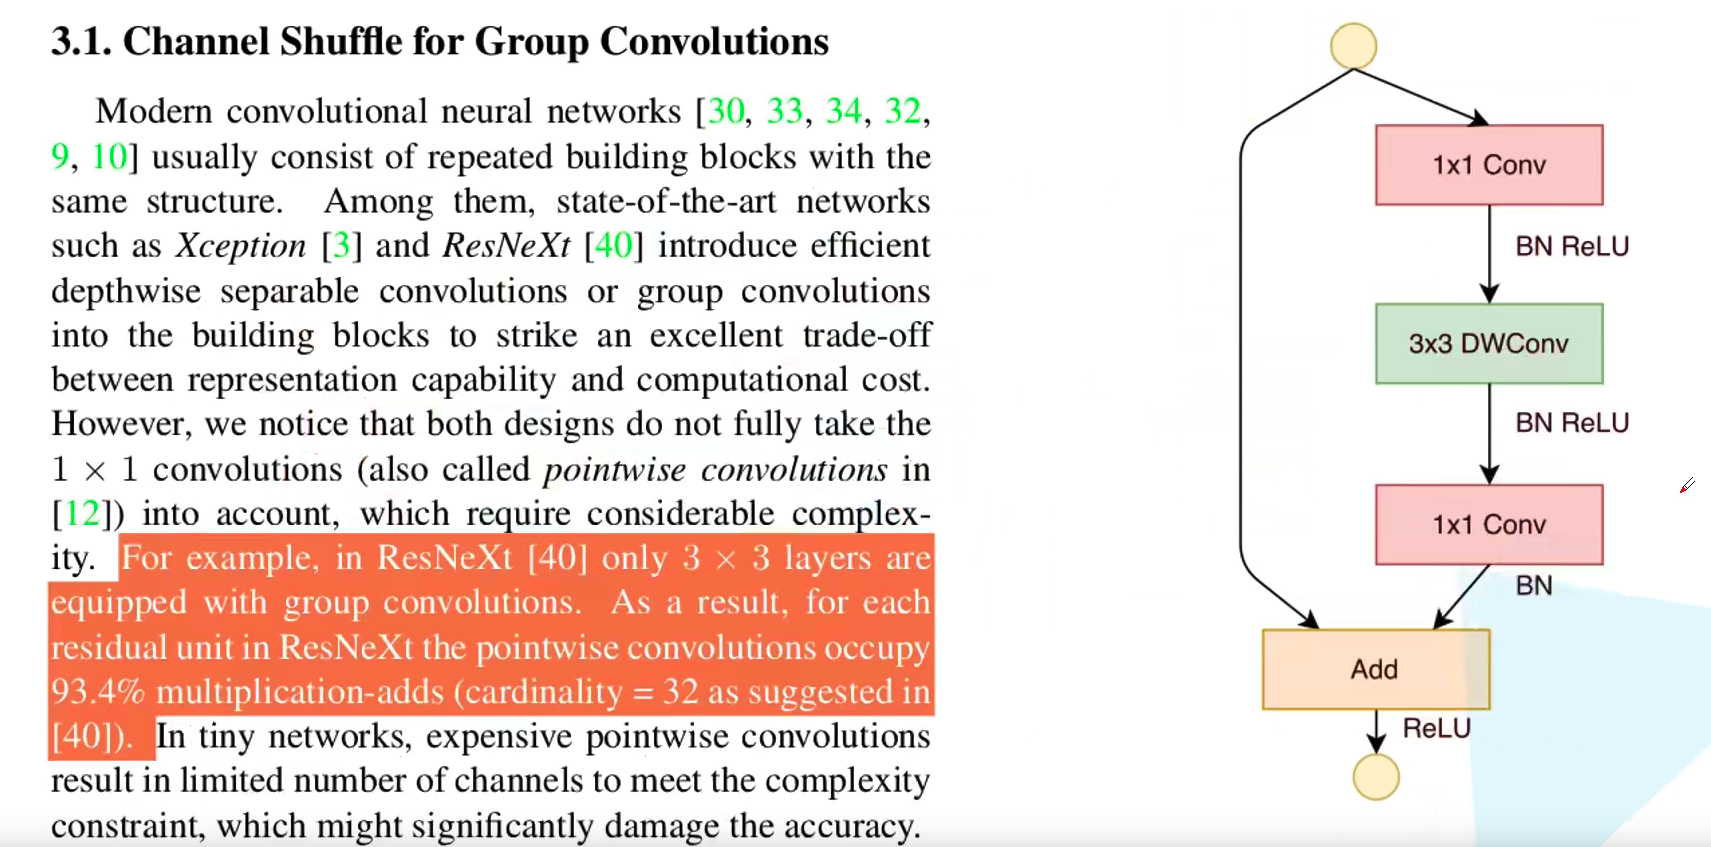 3.1. Channel Shuffle for Group Convolutions
Modern convolutional neural networks [30, 33, 34, 32,
9, 10] usually consist of repeated building blocks with the
same structure. Among them, state-of-the-art networks
such as Xception [3] and ResNeXt [40] introduce efficient
depthwise separable convolutions or group convolutions
into the building blocks to strike an excellent trade-off
between representation capability and computational cost.
However, we notice that both designs do not fully take the
1 × 1 convolutions (also called pointwise convolutions in
[12]) into account, which require considerable complex-
ity. For example, in ResNeXt [40] only 3 × 3 layers are
equipped with group convolutions. As a result, for each
residual unit in ResNeXt the pointwise convolutions occupy
93.4% multiplication-adds (cardinality = 32 as suggested in
[40]). In tiny networks, expensive pointwise convolutions
result in limited number of channels to meet the complexity
constraint, which might significantly damage the accuracy.
1x1 Conv
BN ReLU
3x3 DWConv
BN ReLU
1x1 Conv
BN
Add
ReLU